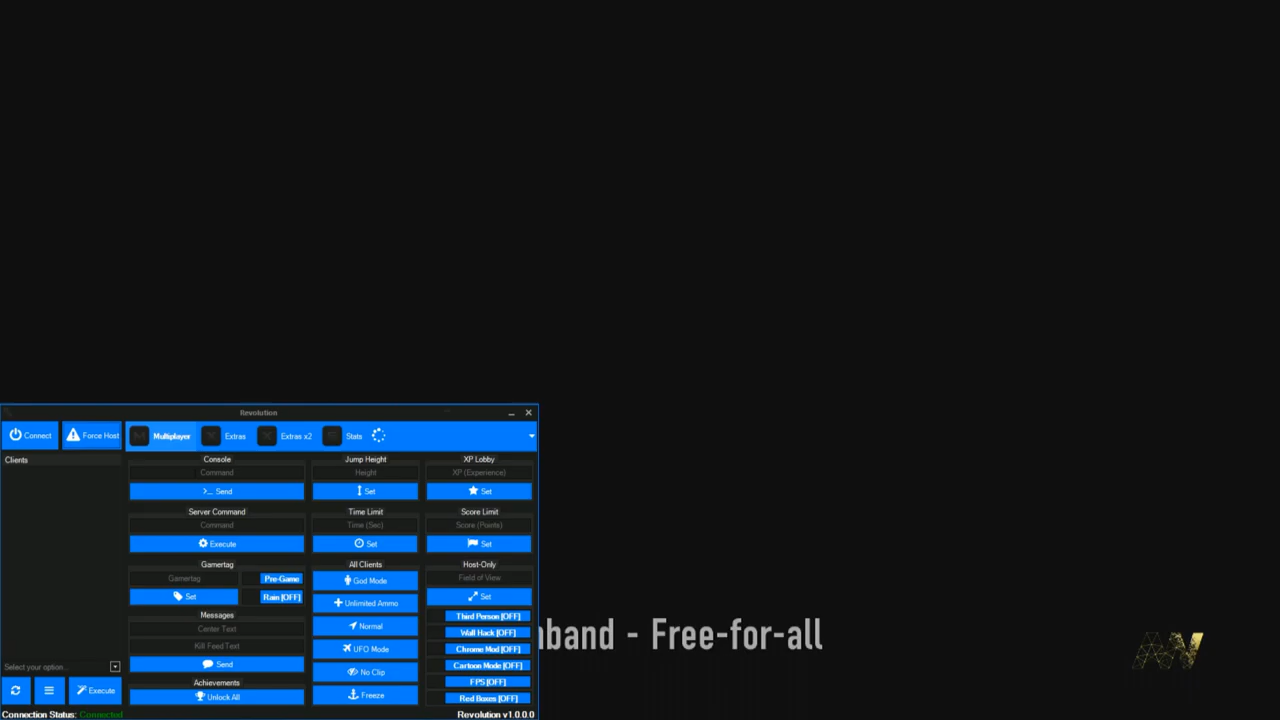 Revolution
Connect
Force Host
Multiplayer
Extras
Extras x2
Stats
Clients
Console
Jump Height
XP Lobby
Command
Height
XP (Experience)
>_ Send
Set
Set
Server Command
Time Limit
Score Limit
Command
Time (Sec)
Score (Points)
Execute
Set
Set
Gamertag
All Clients
Host-Only
Gamertag
Pre-Game
God Mode
Field of View
Set
Rain [OFF]
Unlimited Ammo
Set
Messages
Third Person [OFF]
Center Text
Normal
Wall Hack [OFF]
Kill Feed Text
UFO Mode
Chrome Mod [OFF]
Send
No Clip
Cartoon Mode [OFF]
Achievements
FPS [OFF]
Unlock All
Freeze
Red Boxes [OFF]
Select your option...
Execute
Connection Status: Connected
Revolution v1.0.0.0
- Free-for-all